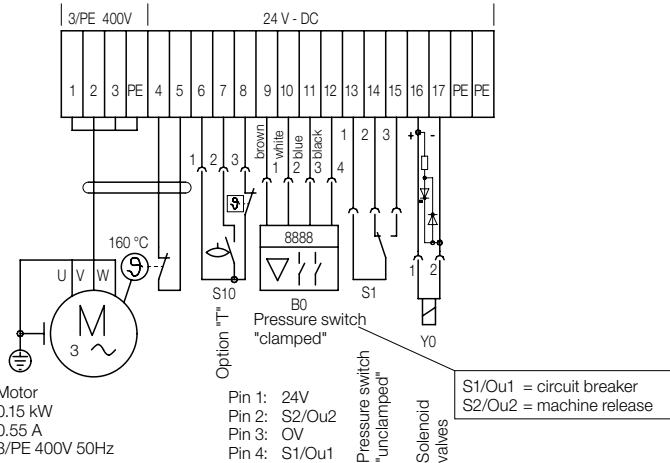 3/PE 400V
24 V - DC
1 2 3 PE 4 5 6 7 8 9 10 11 12 13 14 15 16 17 PE PE
brown
white
blue
black
1 2 3
1 2 3 4
1 2 3
+ -
ϑ
8888
160 °C
ϑ
U V W
M
3 ~
S10
B0
S1
1 2
Y0
Option "T"
Pressure switch
"clamped"
Pressure switch
"unclamped"
Solenoid
valves
S1/Ou1 = circuit breaker
S2/Ou2 = machine release
Motor
0.15 kW
0.55 A
3/PE 400V 50Hz
Pin 1: 24V
Pin 2: S2/Ou2
Pin 3: OV
Pin 4: S1/Ou1